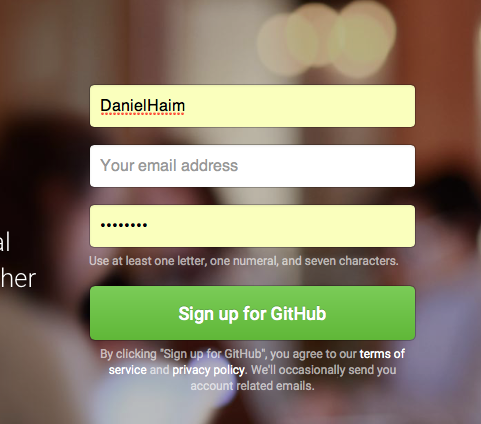 DanielHaim
Your email address
••••••••
al
Use at least one letter, one numeral, and seven characters.
her
Sign up for GitHub
By clicking "Sign up for GitHub", you agree to our terms of
service and privacy policy. We'll occasionally send you
account related emails.